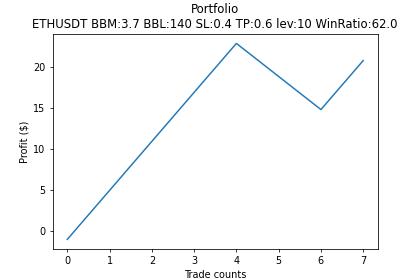 Portfolio
ETHUSDT BBM:3.7 BBL:140 SL:0.4 TP:0.6 lev:10 WinRatio:62.0
20
15
10
5
0
Profit ($)
0 1 2 3 4 5 6 7
Trade counts